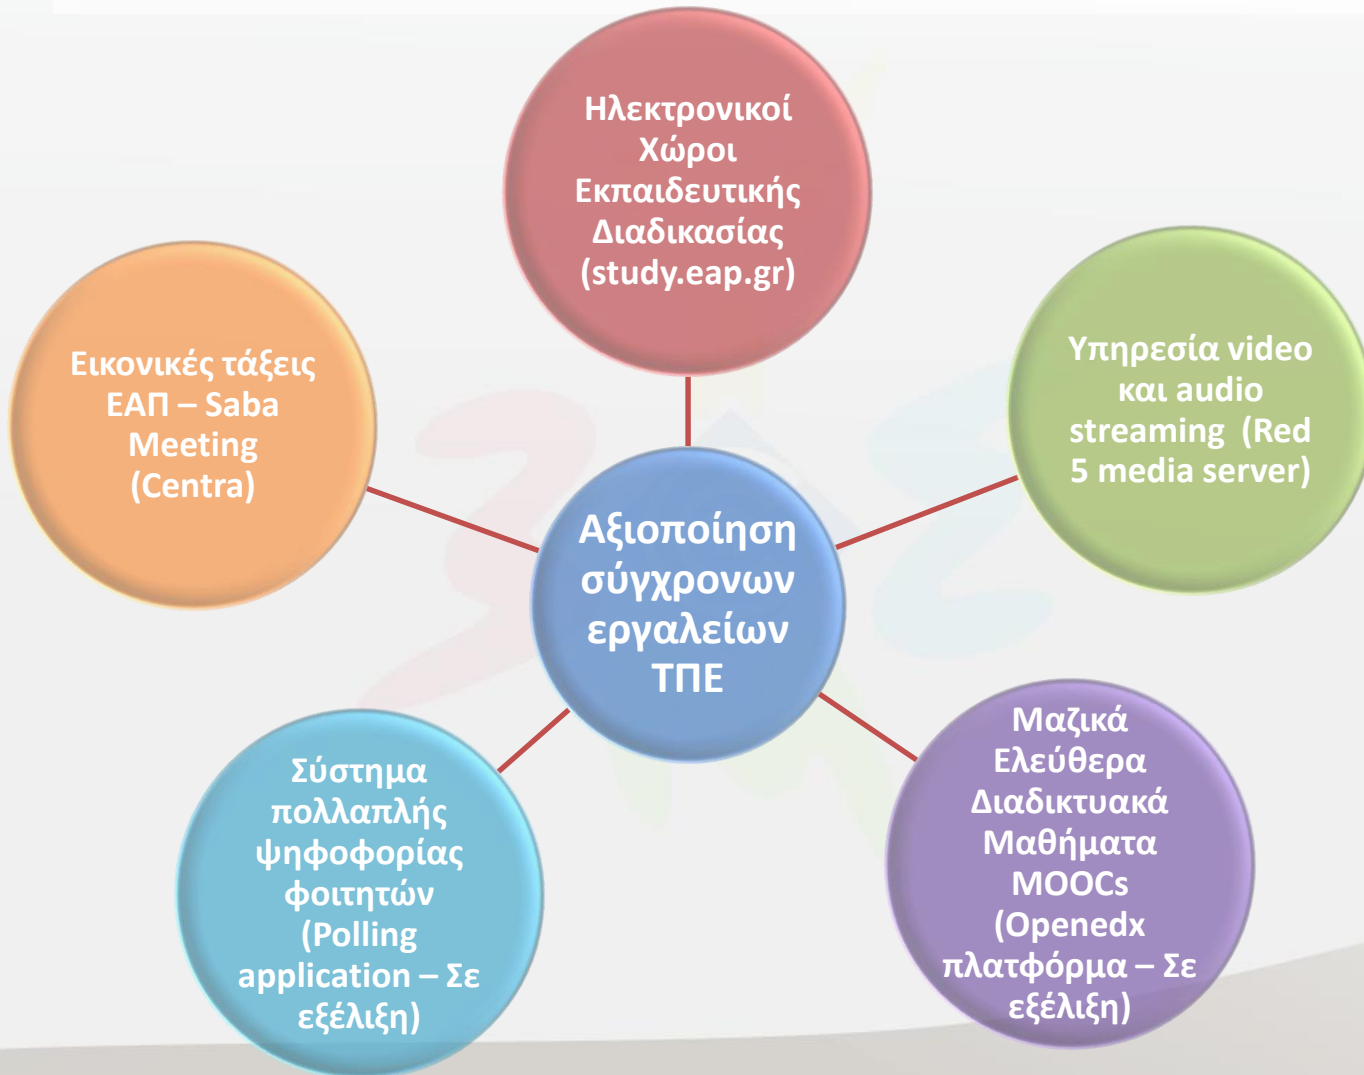 Ηλεκτρονικοί
Χώροι
Εκπαιδευτικής
Διαδικασίας
(study.eap.gr)
Υπηρεσία video
και audio
streaming (Red
5 media server)
Μαζικά
Ελεύθερα
Διαδικτυακά
Μαθήματα
MOOCs
(Openedx
πλατφόρμα – Σε
εξέλιξη)
Σύστημα
πολλαπλής
ψηφοφορίας
φοιτητών
(Polling
application – Σε
εξέλιξη)
Εικονικές τάξεις
ΕΑΠ – Saba
Meeting
(Centra)
Αξιοποίηση
σύγχρονων
εργαλείων
ΤΠΕ